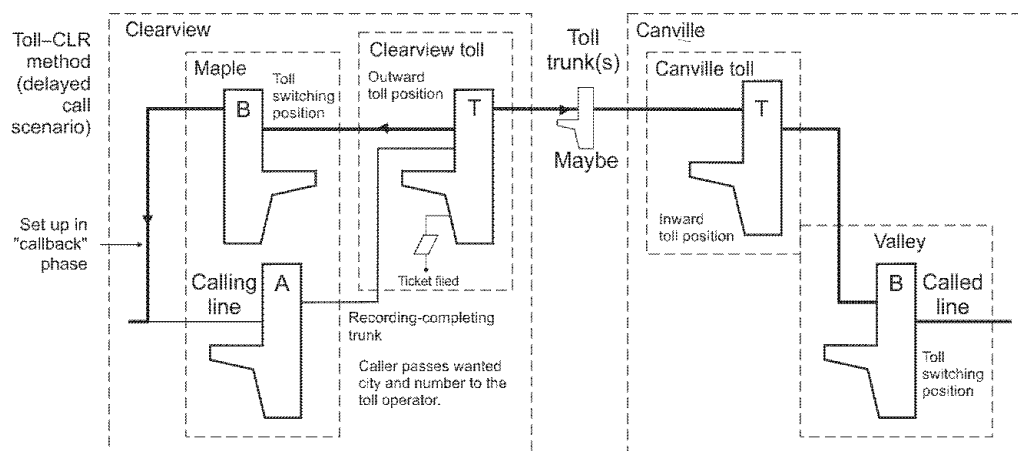 Toll–CLR
method
(delayed
call
scenario)
Clearview
Maple
B
Toll
switching
position
Clearview toll
Outward
toll position
T
Toll
trunk(s)
Maybe
Canville
Canville toll
T
Inward
toll position
Set up in
"callback"
phase
Ticket filed
Calling
line
A
Recording-completing
trunk
Caller passes wanted
city and number to the
toll operator.
Valley
B
Called
line
Toll
switching
position